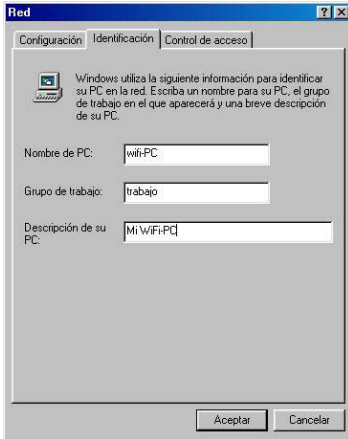 Red
Configuración Identificación Control de acceso
Windows utiliza la siguiente información para identificar
su PC en la red. Escriba un nombre para su PC, el grupo
de trabajo en el que aparecerá y una breve descripción
de su PC.
Nombre de PC: wifi-PC
Grupo de trabajo: trabajo
Descripción de su
PC: Mi WiFi-PC
Aceptar Cancelar